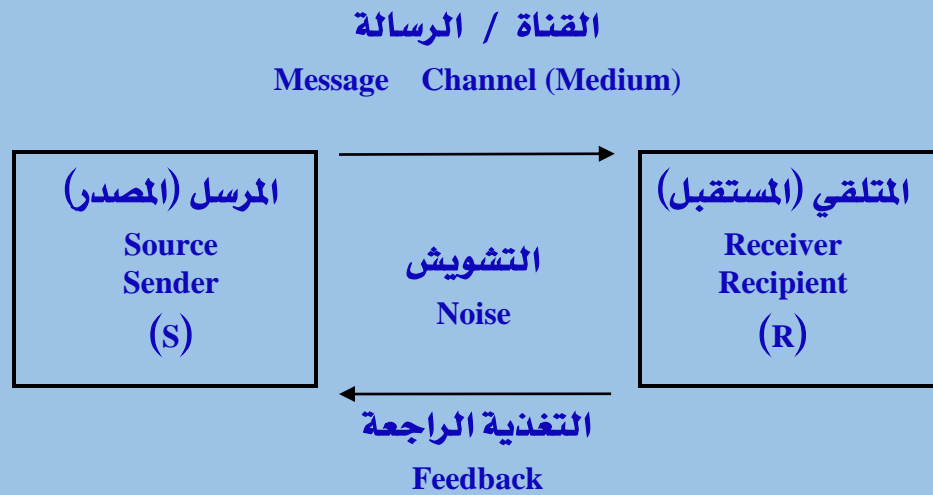 القناة / الرسالة
Message Channel (Medium)
المرسل (المصدر)
Source
Sender
(S)
التشويش
Noise
المتلقي (المستقبل)
Receiver
Recipient
(R)
التغذية الراجعة
Feedback